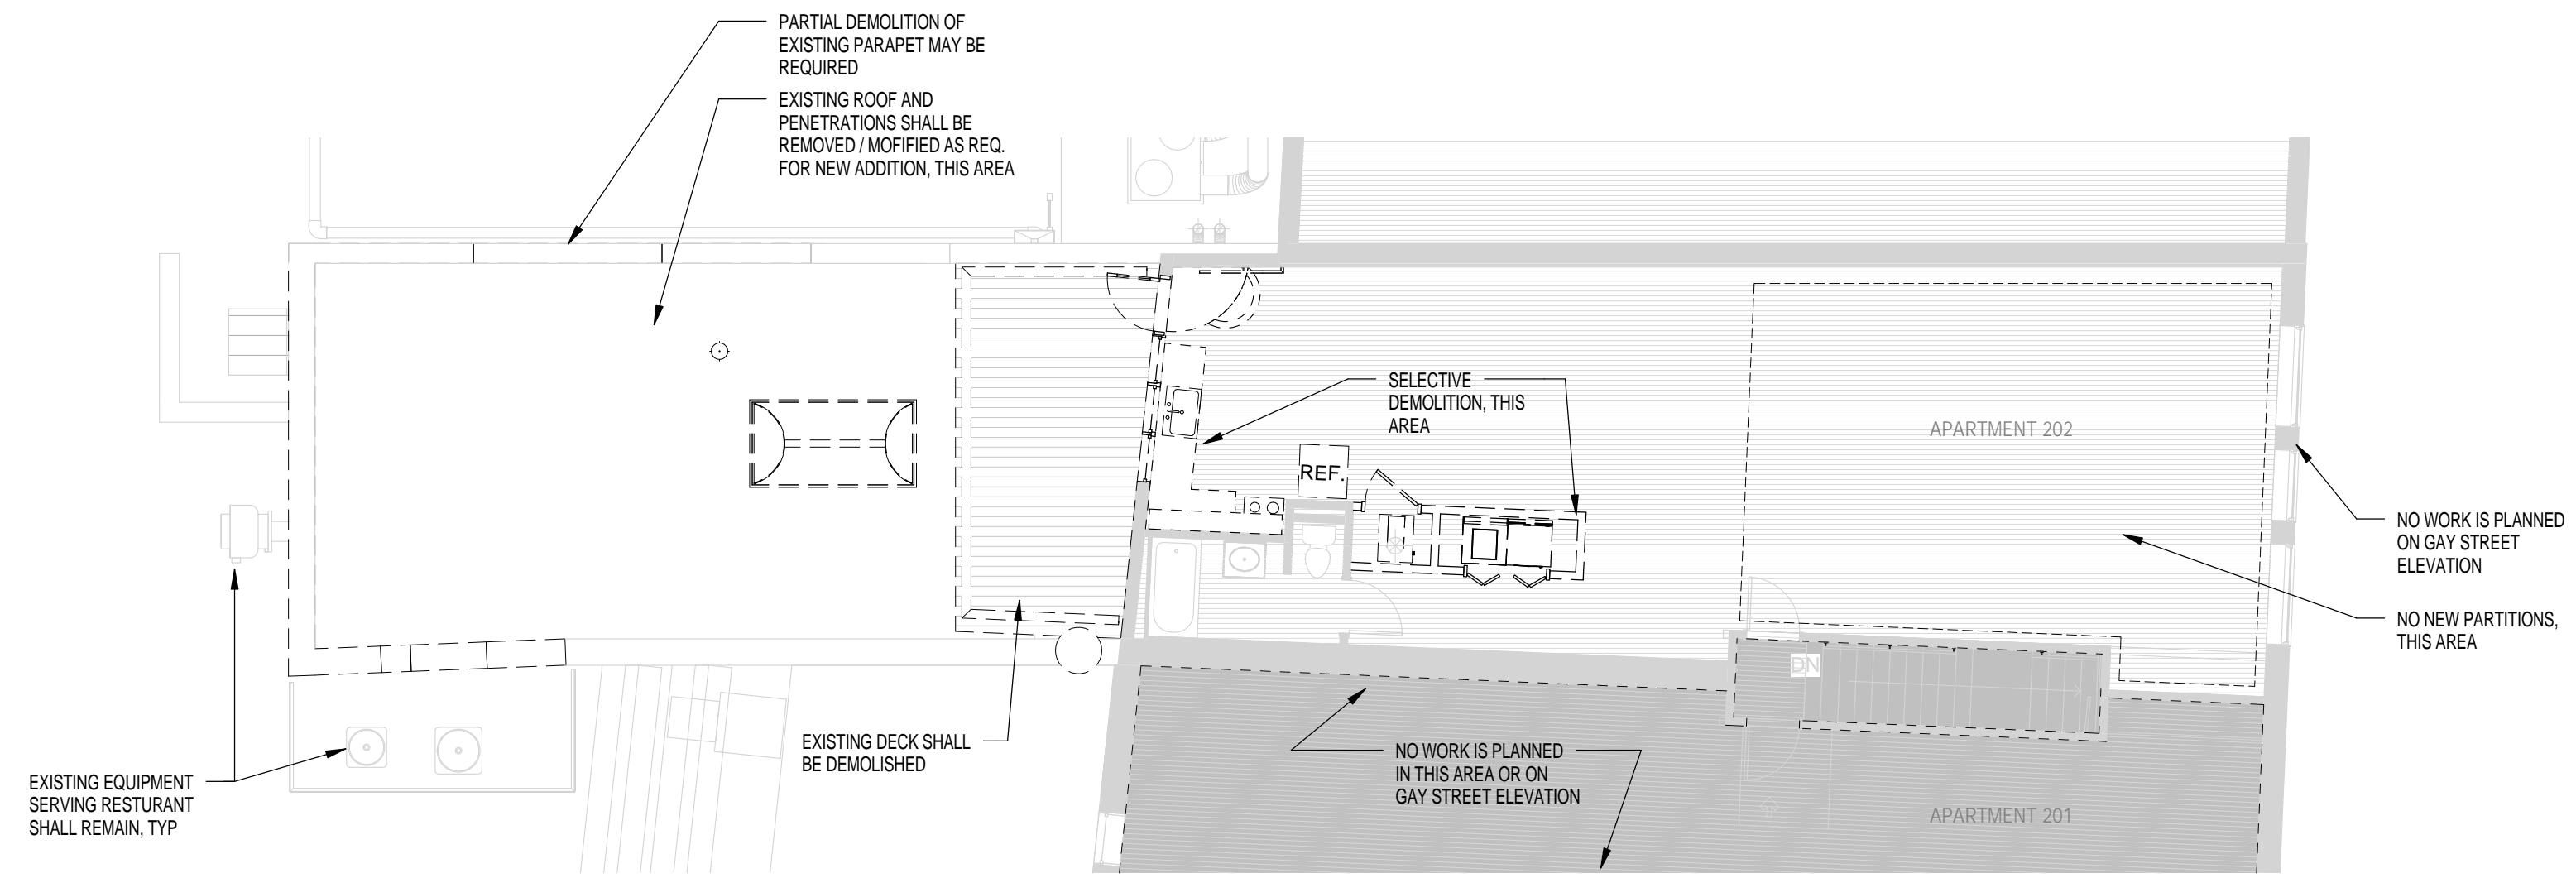 PARTIAL DEMOLITION OF
EXISTING PARAPET MAY BE
REQUIRED
EXISTING ROOF AND
PENETRATIONS SHALL BE
REMOVED / MOFIFIED AS REQ.
FOR NEW ADDITION, THIS AREA
SELECTIVE
DEMOLITION, THIS
AREA
APARTMENT 202
REF.
NO WORK IS PLANNED
ON GAY STREET
ELEVATION
NO NEW PARTITIONS,
THIS AREA
DN
EXISTING DECK SHALL
BE DEMOLISHED
NO WORK IS PLANNED
IN THIS AREA OR ON
GAY STREET ELEVATION
EXISTING EQUIPMENT
SERVING RESTURANT
SHALL REMAIN, TYP
APARTMENT 201